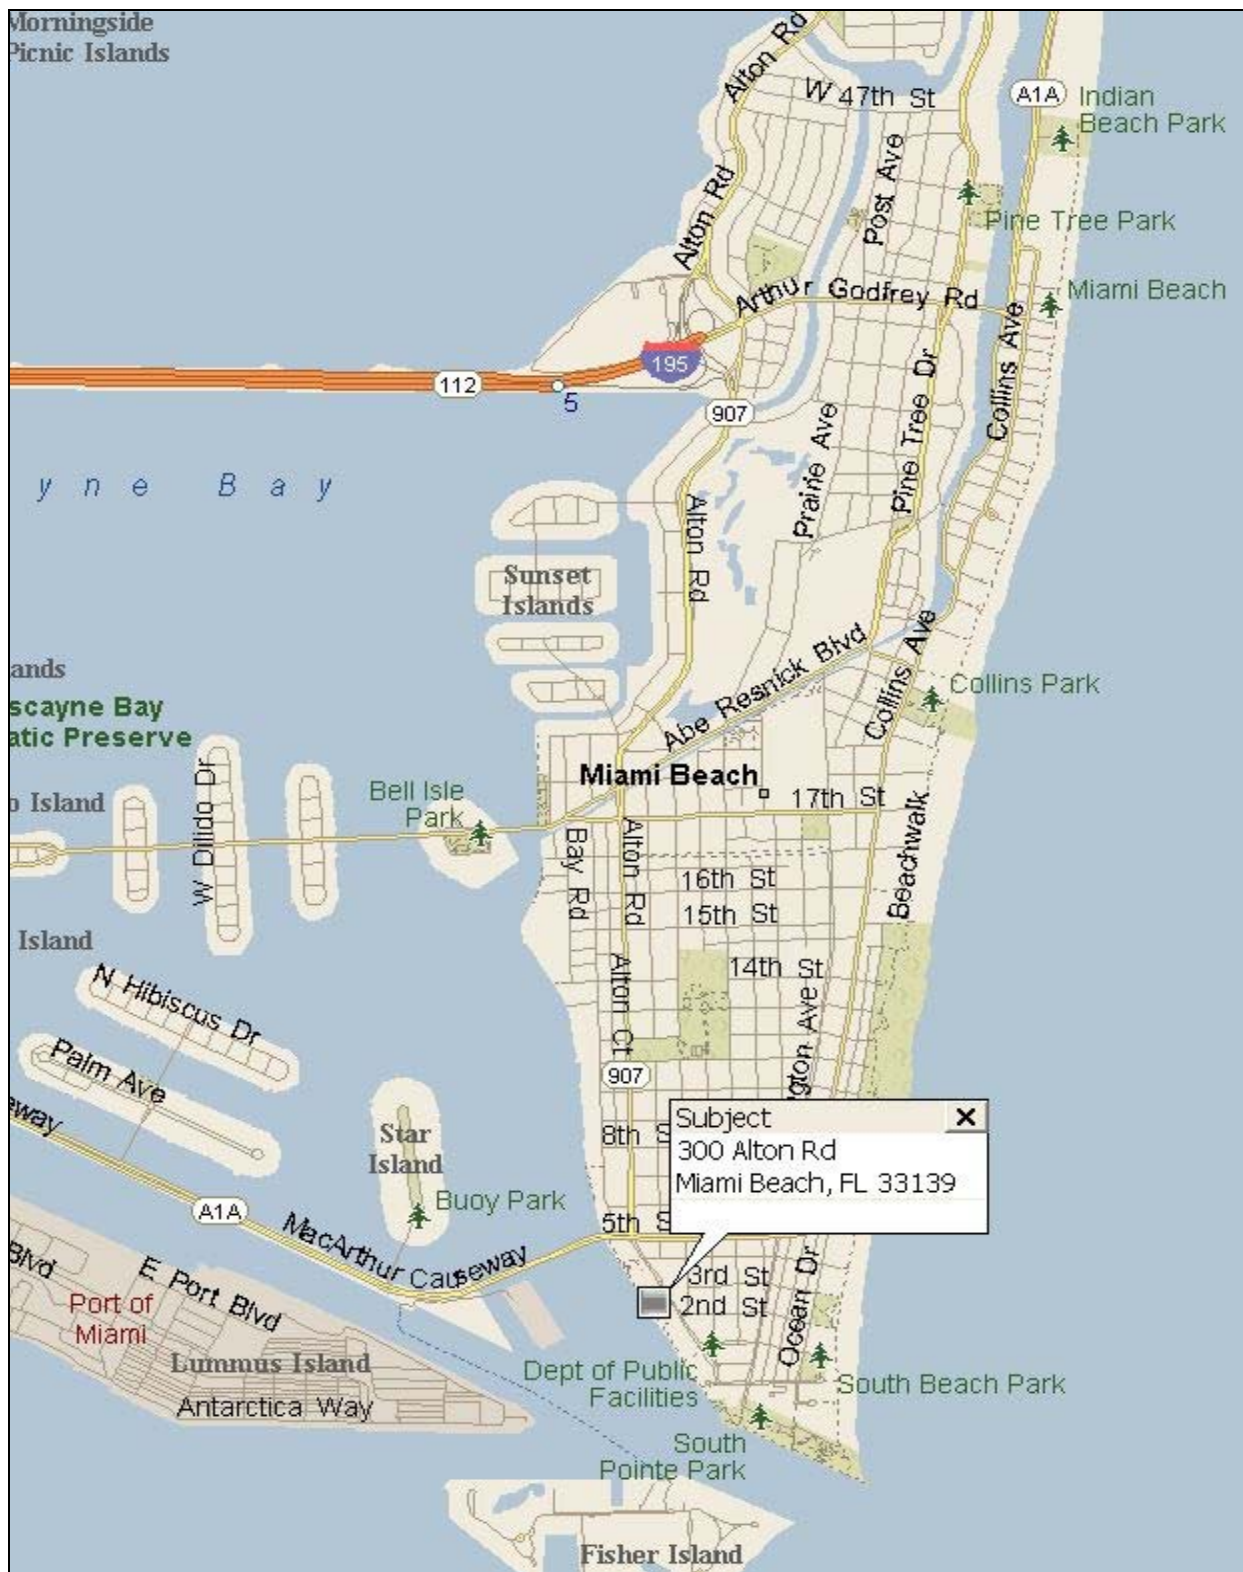 Morningside
Picnic Islands
Alton Rd
W 47th St
A1A
Indian
Beach Park
Post Ave
Alton Rd
Pine Tree Park
Arthur Godfrey Rd
Miami Beach
195
112
5
907
Collins Ave
Pine Tree Dr
Prairie Ave
yne Bay
Alton Rd
Sunset
Islands
Abe Resnick Blvd
Collins Ave
Collins Park
ands
scayne Bay
atic Preserve
Miami Beach
o Island
W Dilido Dr
Bell Isle
Park
17th St
Beachwalk
Bay Rd
Alton Rd
16th St
15th St
Island
14th St
N Hibiscus Dr
Alton Ct
Palm Ave
907
gton Ave
eway
Star
Island
8th S
Subject
300 Alton Rd
Miami Beach, FL 33139
Buoy Park
A1A
5th S
MacArthur Causeway
Blvd
E Port Blvd
3rd St
2nd St
Ocean Dr
Port of
Miami
Lummus Island
Antarctica Way
Dept of Public
Facilities
South Beach Park
South
Pointe Park
Fisher Island